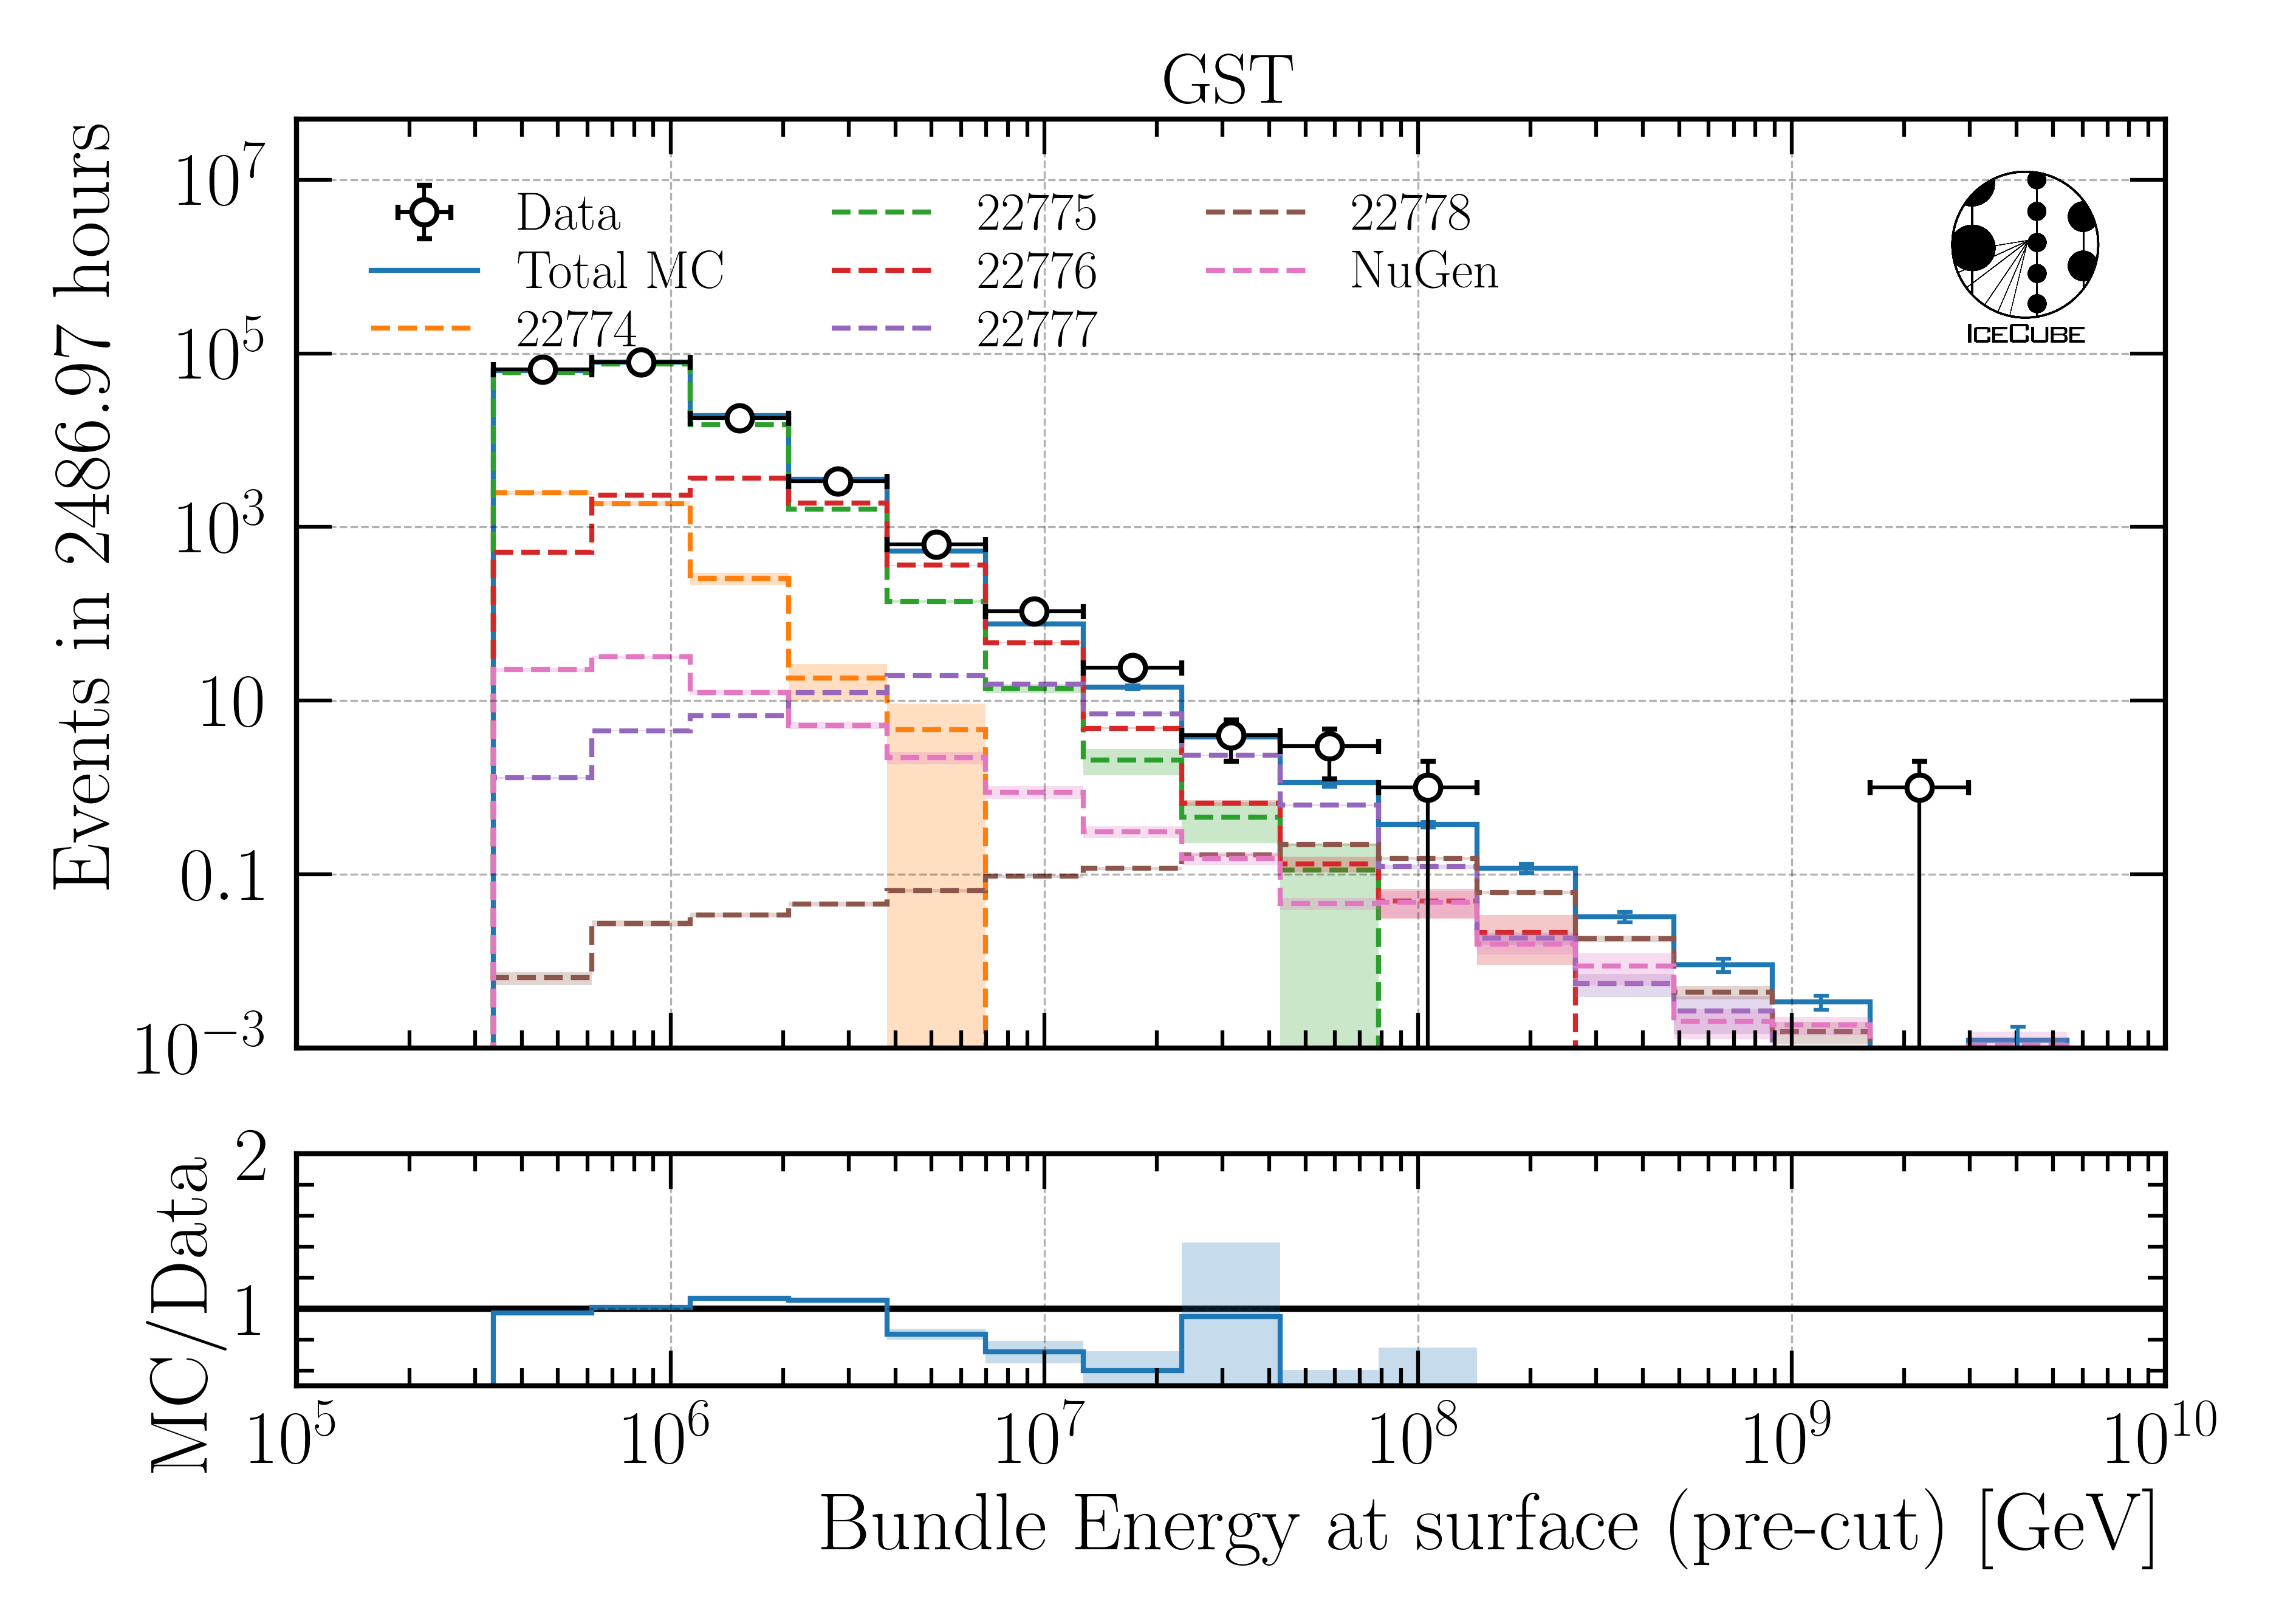 GST
Events in 2486.97 hours
10^7
10^5
10^3
10
0.1
10^−3
Data
Total MC
22774
22775
22776
22777
22778
NuGen
ICECUBE
MC/Data
2
1
10^5 10^6 10^7 10^8 10^9 10^10
Bundle Energy at surface (pre-cut) [GeV]